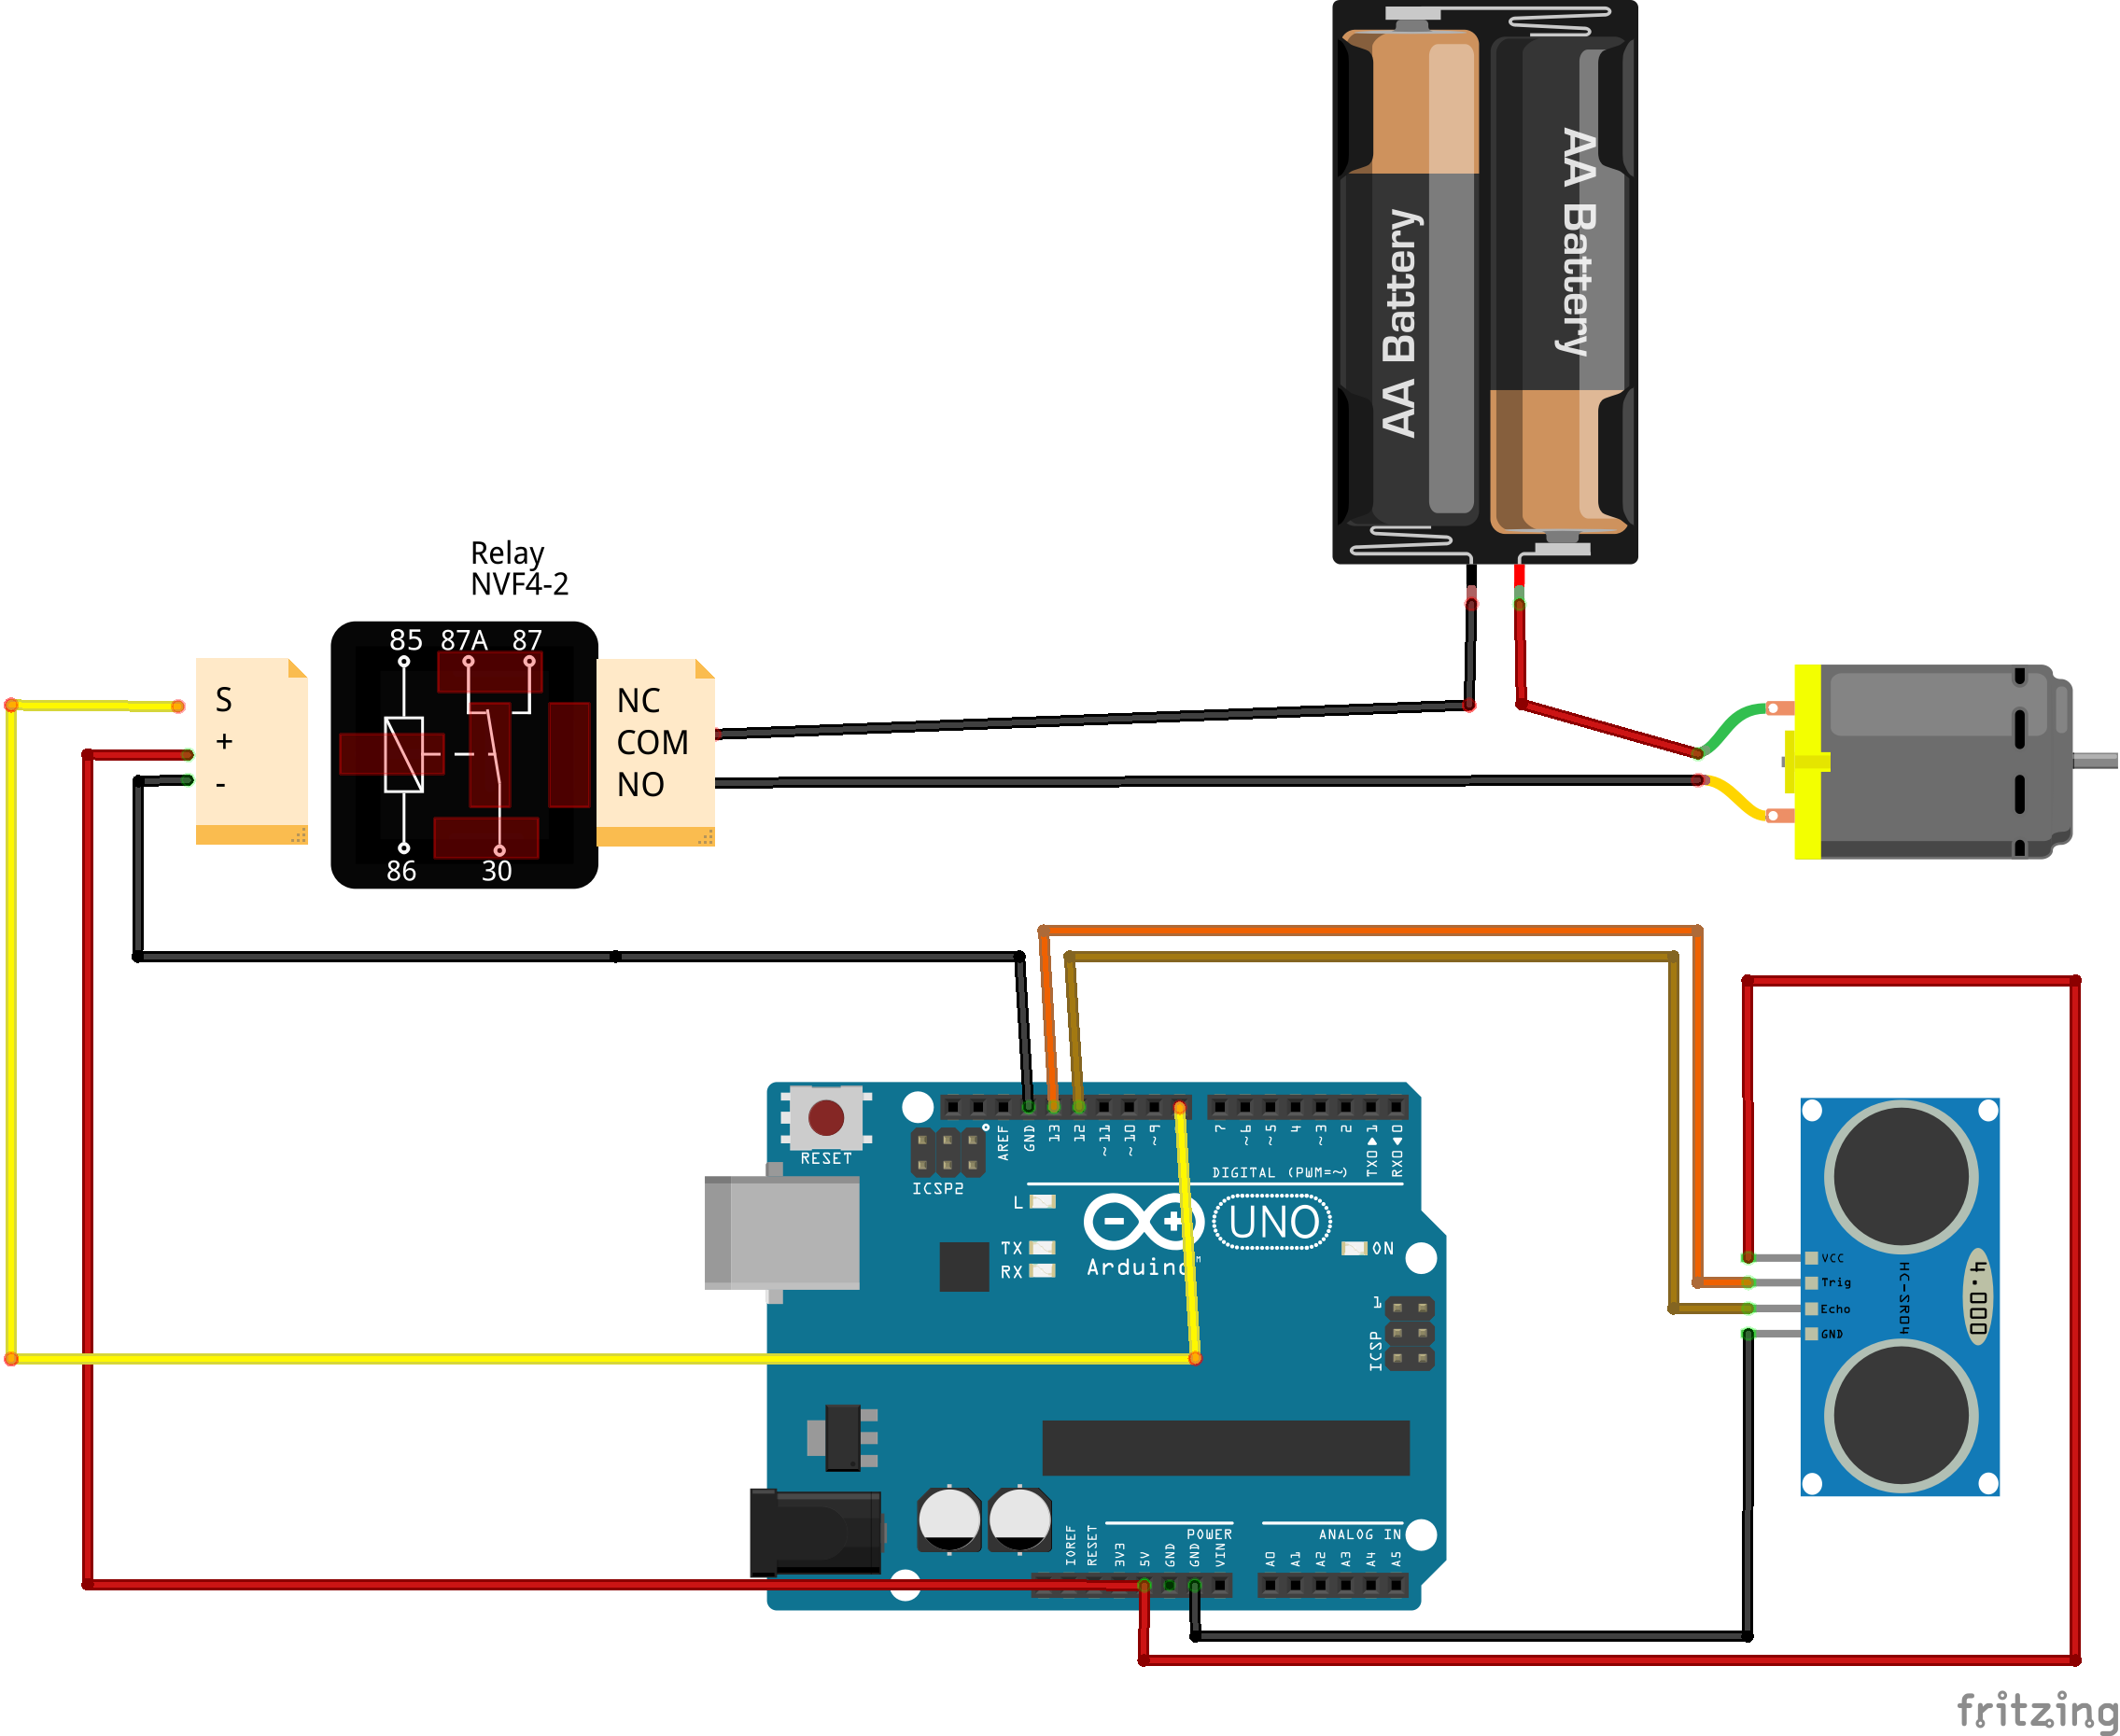 AA Battery
AA Battery
Relay
NVF4-2
85 87A 87
86 30
S
+
-
NC
COM
NO
RESET
ICSP2
AREF
GND
13
12
~11
~10
~9
7
~6
~5
4
~3
2
TX0 1
RX0 0
DIGITAL (PWM=~)
L
TX
RX
Arduino
UNO
ON
1
ICSP
IOREF
RESET
3V3
5V
GND
GND
VIN
POWER
ANALOG IN
A0
A1
A2
A3
A4
A5
VCC
Trig
Echo
GND
HC-SR04
4.000
fritzing